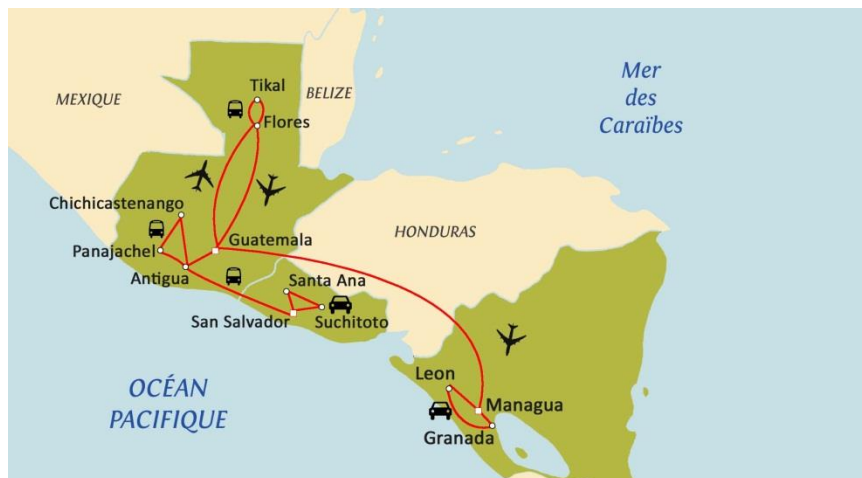 Tikal
MEXIQUE
BELIZE
Flores
Mer
des
Caraïbes
Chichicastenango
Panajachel
Guatemala
HONDURAS
Antigua
Santa Ana
San Salvador
Suchitoto
OCÉAN
PACIFIQUE
Leon
Managua
Granada